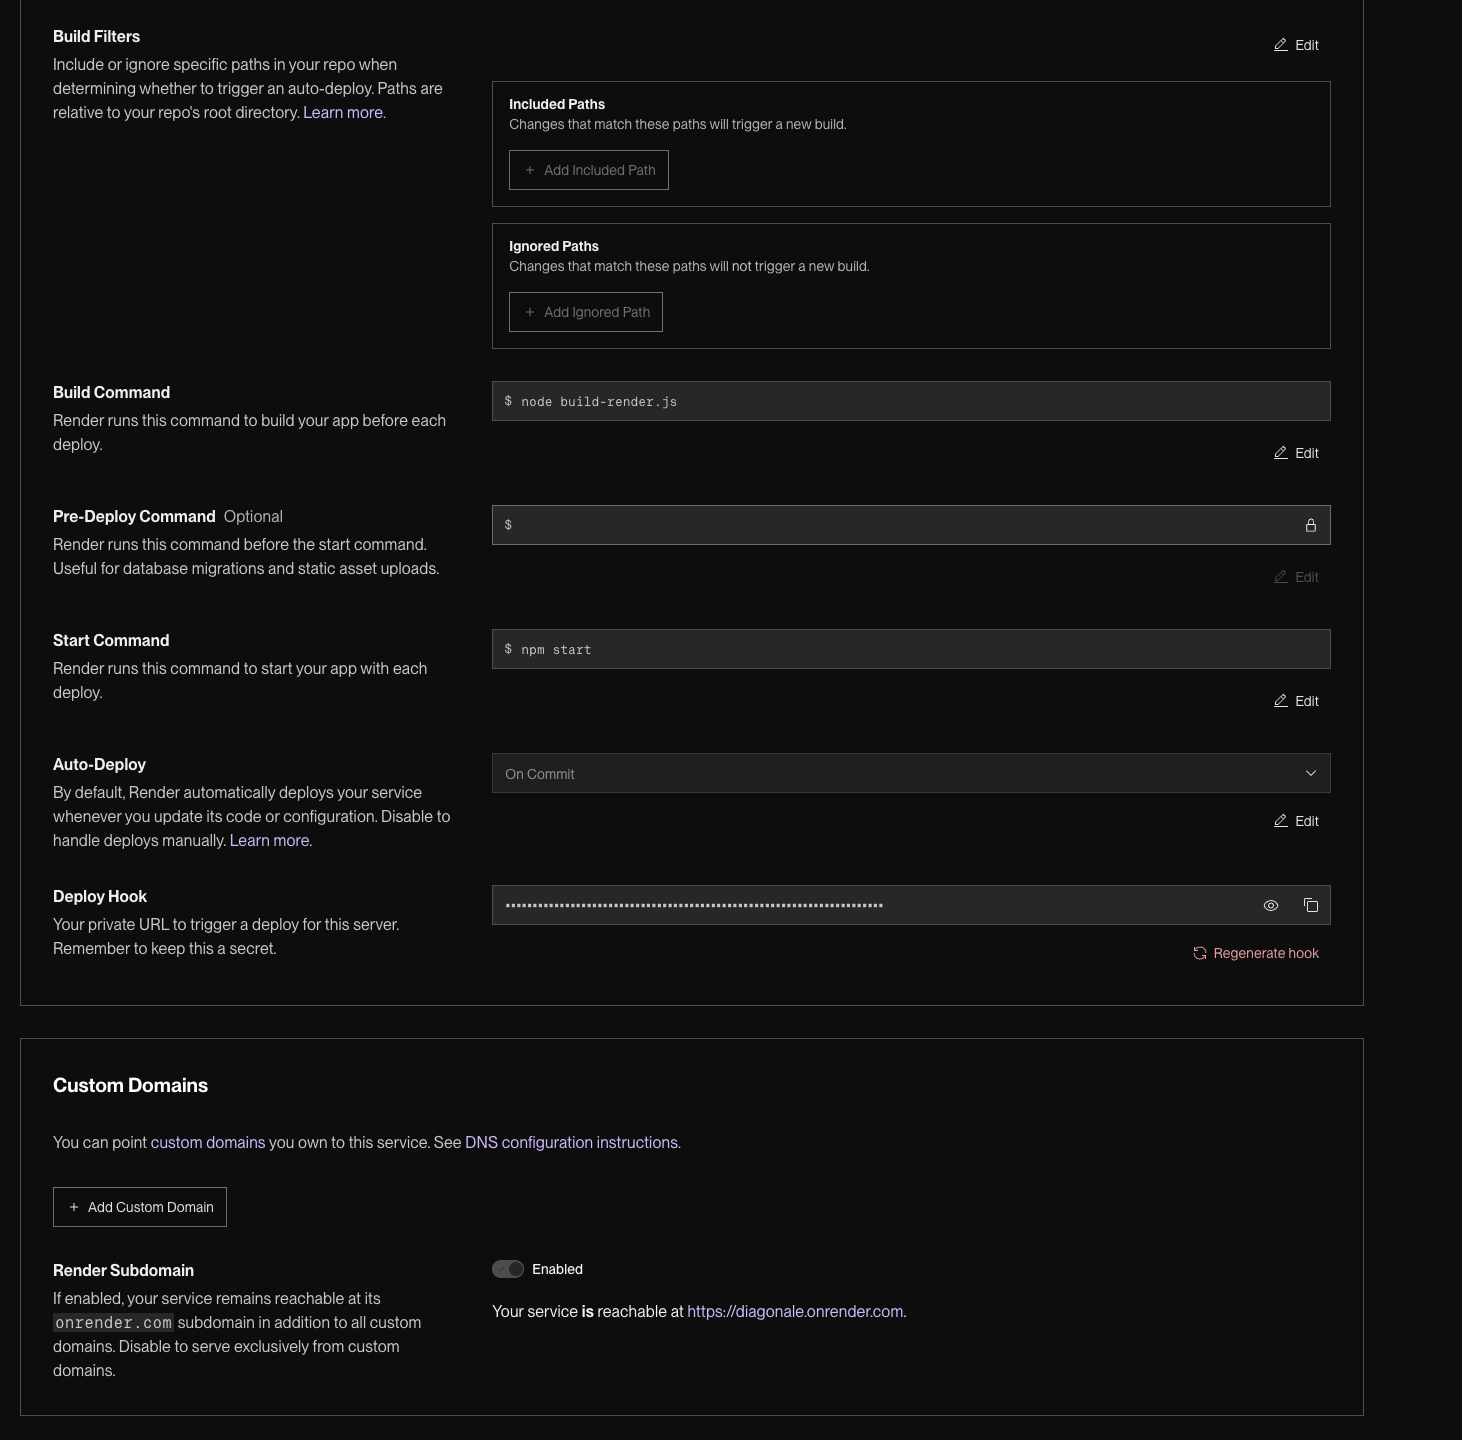 Build Filters
Edit
Include or ignore specific paths in your repo when
determining whether to trigger an auto-deploy. Paths are
relative to your repo's root directory. Learn more.
Included Paths
Changes that match these paths will trigger a new build.
+ Add Included Path
Ignored Paths
Changes that match these paths will not trigger a new build.
+ Add Ignored Path
Build Command
Render runs this command to build your app before each
deploy.
$ node build-render.js
Edit
Pre-Deploy Command Optional
Render runs this command before the start command.
Useful for database migrations and static asset uploads.
$
Edit
Start Command
Render runs this command to start your app with each
deploy.
$ npm start
Edit
Auto-Deploy
By default, Render automatically deploys your service
whenever you update its code or configuration. Disable to
handle deploys manually. Learn more.
On Commit
Edit
Deploy Hook
Your private URL to trigger a deploy for this server.
Remember to keep this a secret.
Regenerate hook
Custom Domains
You can point custom domains you own to this service. See DNS configuration instructions.
+ Add Custom Domain
Render Subdomain
If enabled, your service remains reachable at its
onrender.com subdomain in addition to all custom
domains. Disable to serve exclusively from custom
domains.
Enabled
Your service is reachable at https://diagonale.onrender.com.